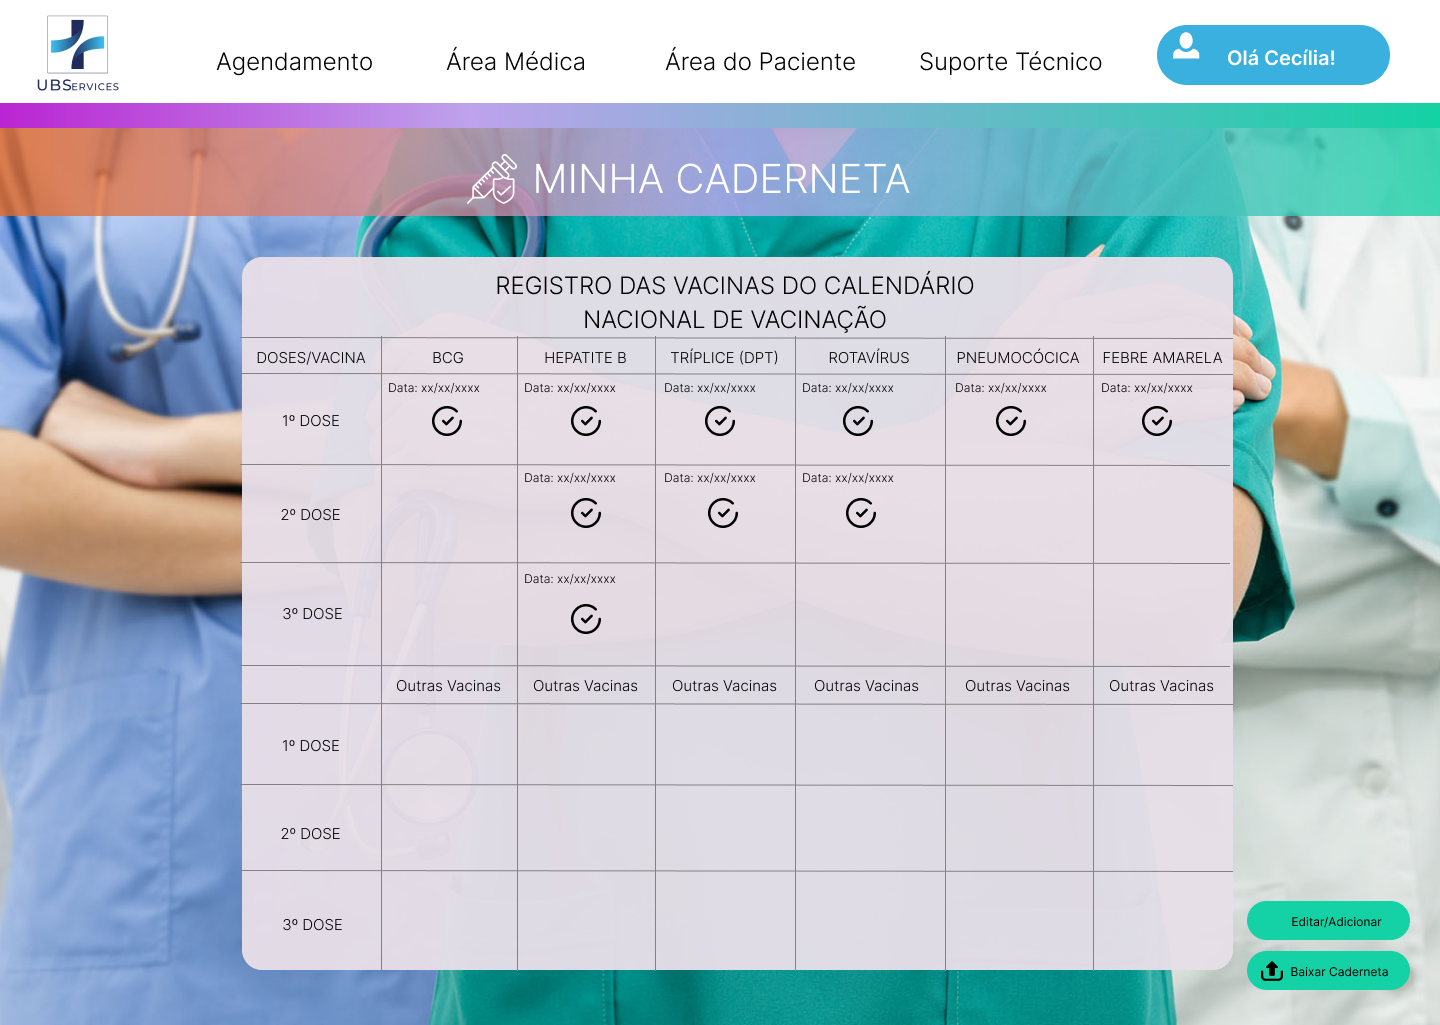 UBServices
Agendamento
Área Médica
Área do Paciente
Suporte Técnico
Olá Cecília!
MINHA CADERNETA
REGISTRO DAS VACINAS DO CALENDÁRIO
NACIONAL DE VACINAÇÃO
DOSES/VACINA BCG HEPATITE B TRÍPLICE (DPT) ROTAVÍRUS PNEUMOCÓCICA FEBRE AMARELA
Data: xx/xx/xxxx Data: xx/xx/xxxx Data: xx/xx/xxxx Data: xx/xx/xxxx Data: xx/xx/xxxx Data: xx/xx/xxxx
1º DOSE
Data: xx/xx/xxxx Data: xx/xx/xxxx Data: xx/xx/xxxx
2º DOSE
Data: xx/xx/xxxx
3º DOSE
Outras Vacinas Outras Vacinas Outras Vacinas Outras Vacinas Outras Vacinas Outras Vacinas
1º DOSE
2º DOSE
3º DOSE
Editar/Adicionar
Baixar Caderneta